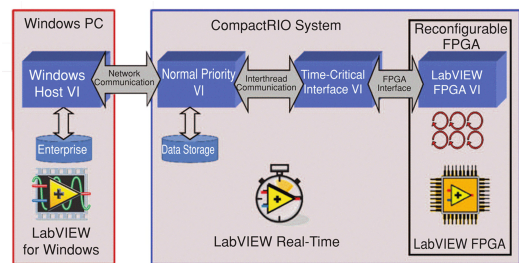 Windows PC
CompactRIO System
Reconfigurable
FPGA
Windows
Host VI
Network
Communication
Normal Priority
VI
Interthread
Communication
Time-Critical
Interface VI
FPGA
Interface
LabVIEW
FPGA VI
Enterprise
Data Storage
LabVIEW
for Windows
LabVIEW Real-Time
LabVIEW FPGA